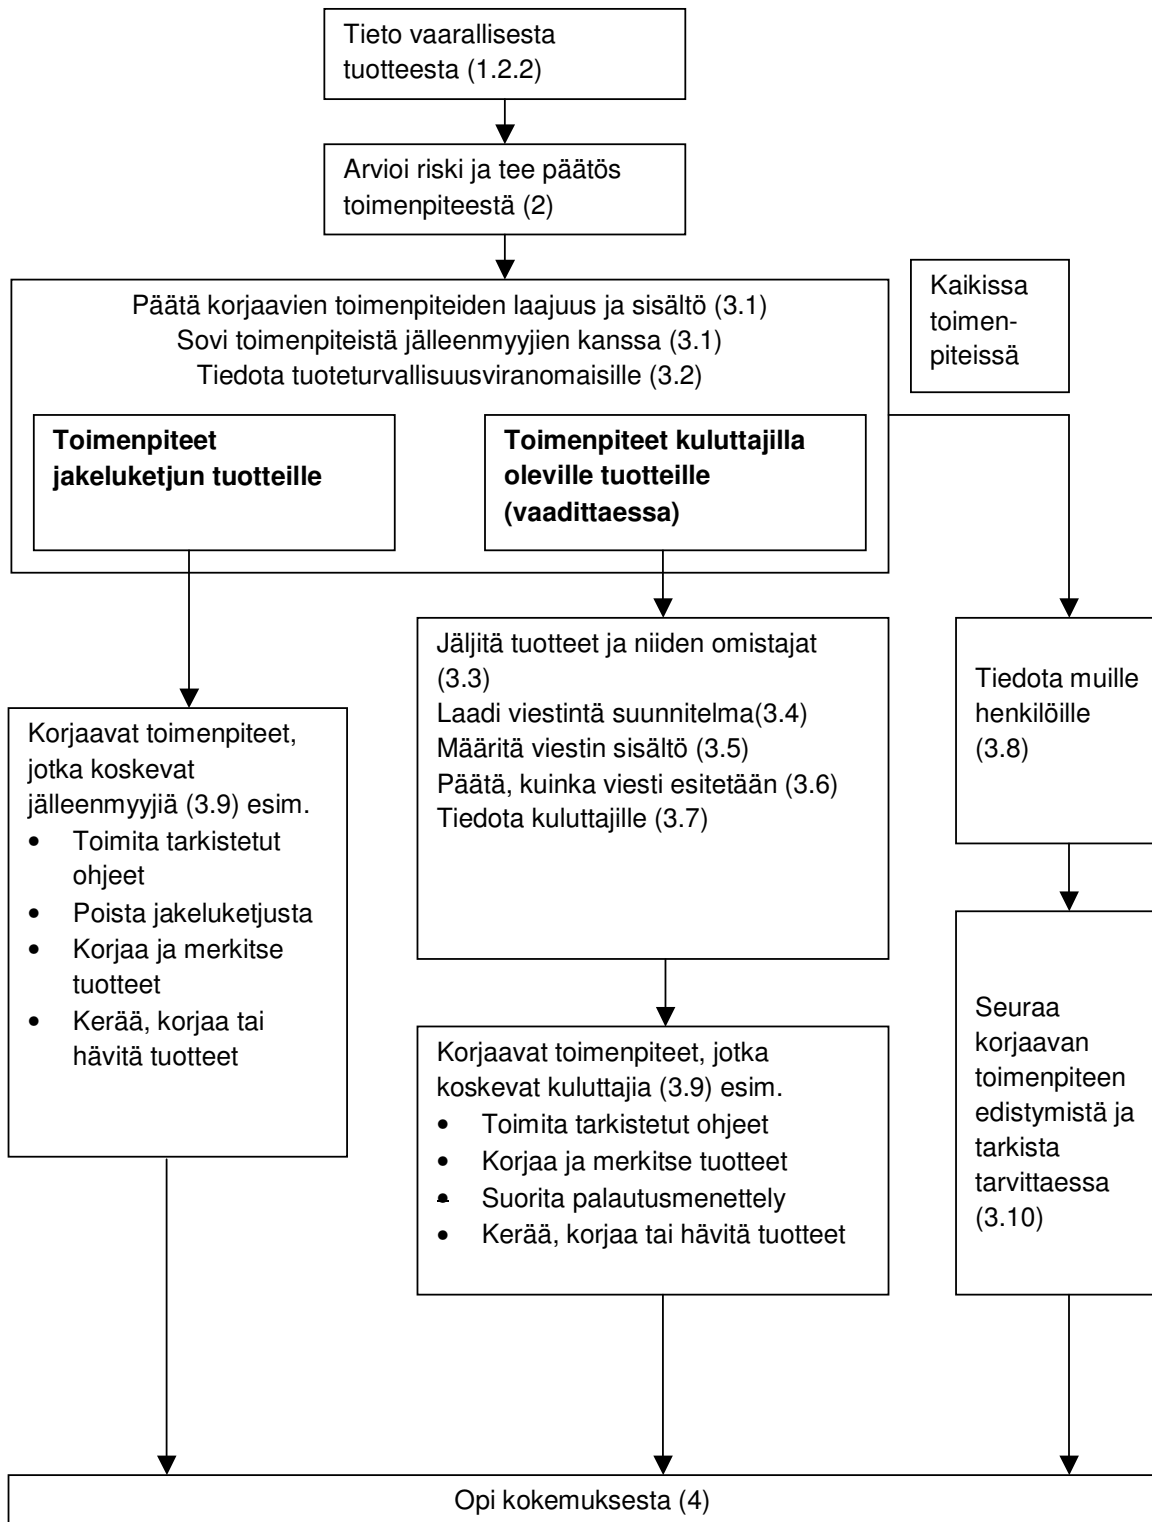 Tieto vaarallisesta
tuotteesta (1.2.2)
Arvioi riski ja tee päätös
toimenpiteestä (2)
Päätä korjaavien toimenpiteiden laajuus ja sisältö (3.1)
Sovi toimenpiteistä jälleenmyyjien kanssa (3.1)
Tiedota tuoteturvallisuusviranomaisille (3.2)
Kaikissa
toimen-
piteissä
Toimenpiteet
jakeluketjun tuotteille
Toimenpiteet kuluttajilla
oleville tuotteille
(vaadittaessa)
Korjaavat toimenpiteet,
jotka koskevat
jälleenmyyjiä (3.9) esim.
• Toimita tarkistetut
ohjeet
• Poista jakeluketjusta
• Korjaa ja merkitse
tuotteet
• Kerää, korjaa tai
hävitä tuotteet
Jäljitä tuotteet ja niiden omistajat
(3.3)
Laadi viestintä suunnitelma(3.4)
Määritä viestin sisältö (3.5)
Päätä, kuinka viesti esitetään (3.6)
Tiedota kuluttajille (3.7)
Korjaavat toimenpiteet, jotka
koskevat kuluttajia (3.9) esim.
• Toimita tarkistetut ohjeet
• Korjaa ja merkitse tuotteet
• Suorita palautusmenettely
• Kerää, korjaa tai hävitä tuotteet
Tiedota muille
henkilöille
(3.8)
Seuraa
korjaavan
toimenpiteen
edistymistä ja
tarkista
tarvittaessa
(3.10)
Opi kokemuksesta (4)